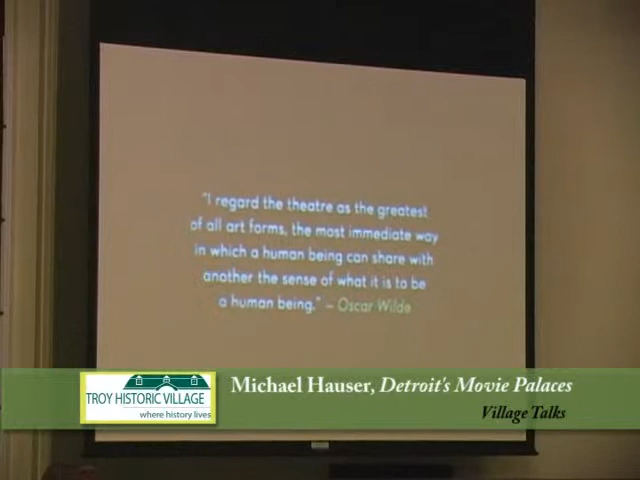 "I regard the theatre as the greatest
of all art forms, the most immediate way
in which a human being can share with
another the sense of what it is to be
a human being." – Oscar Wilde
TROY HISTORIC VILLAGE
where history lives
Michael Hauser, Detroit's Movie Palaces
Village Talks